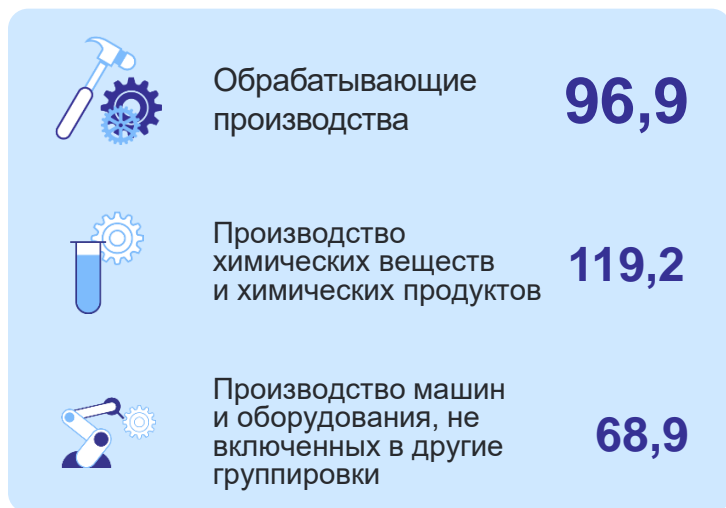 Обрабатывающие
производства
96,9
Производство
химических веществ
и химических продуктов
119,2
Производство машин
и оборудования, не
включенных в другие
группировки
68,9